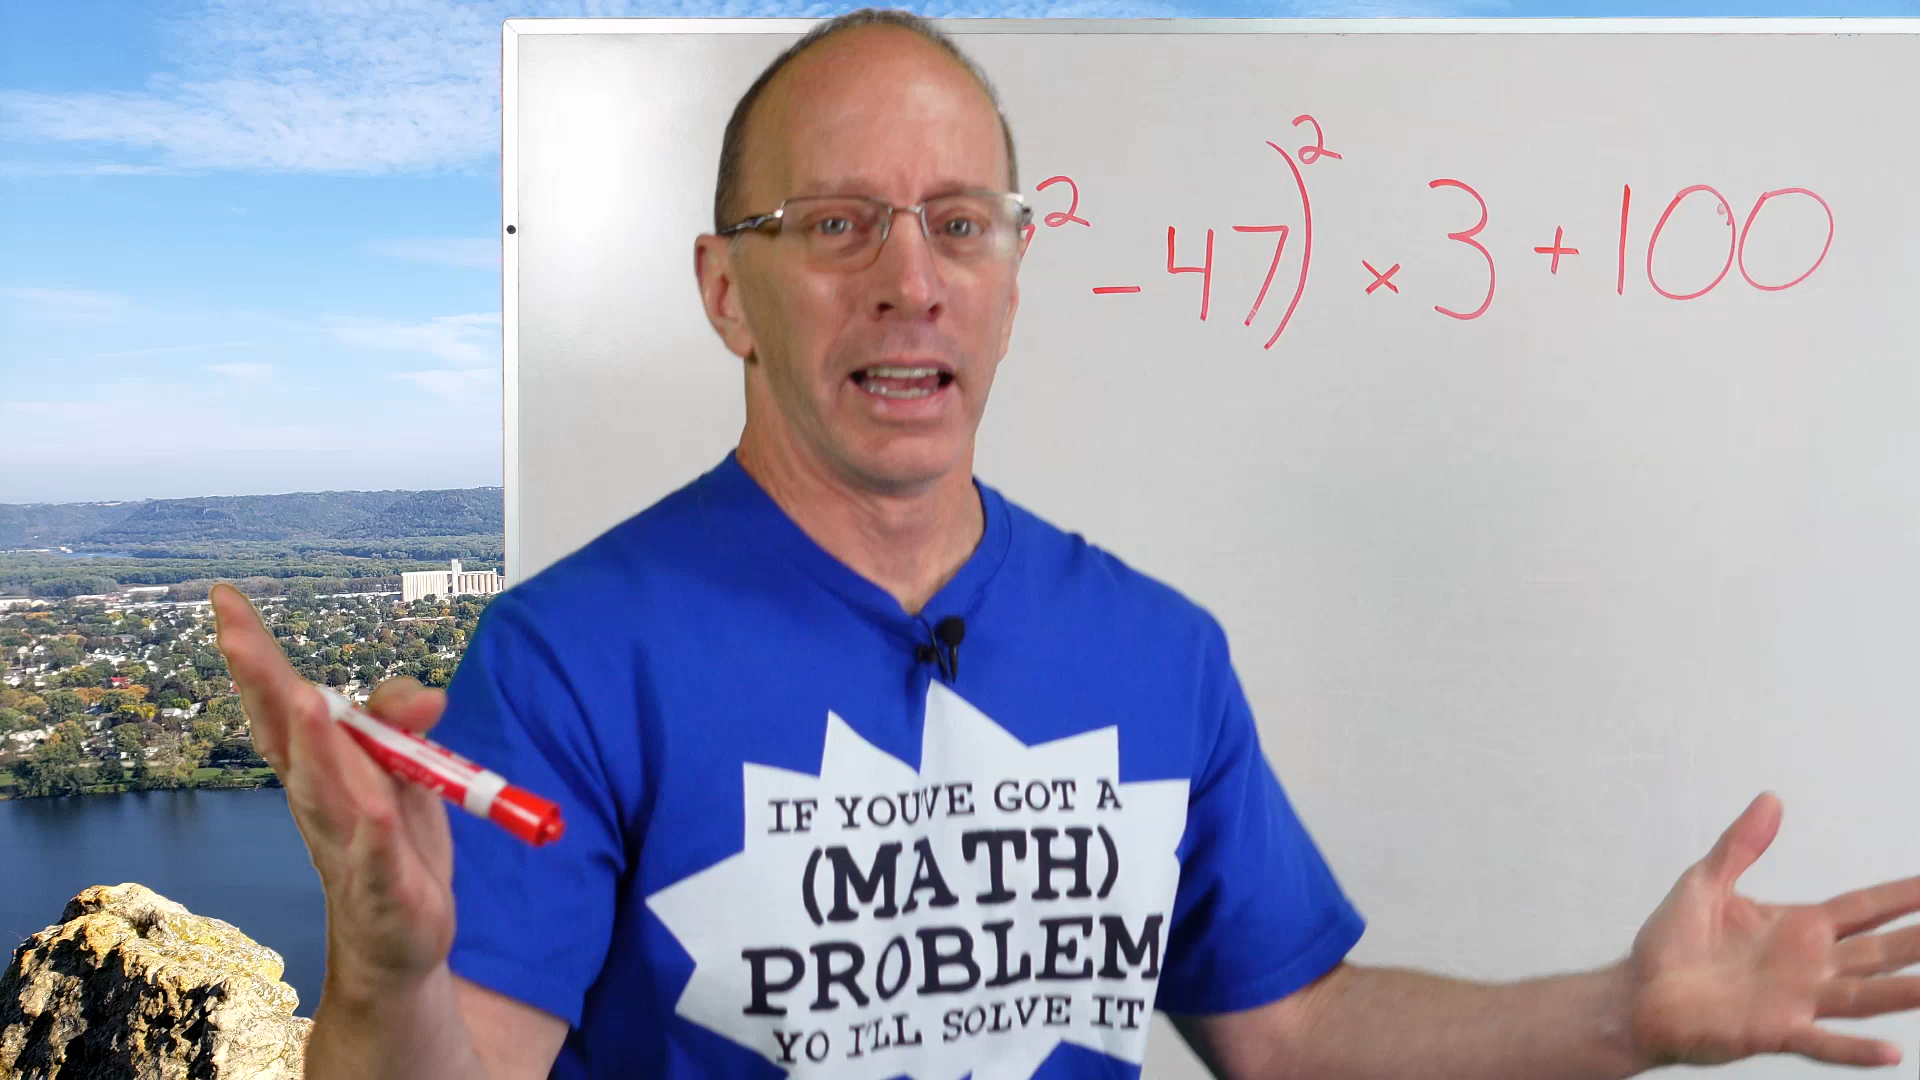 ² - 47)² × 3 + 100
IF YOU'VE GOT A
(MATH)
PROBLEM
YO I'LL SOLVE IT